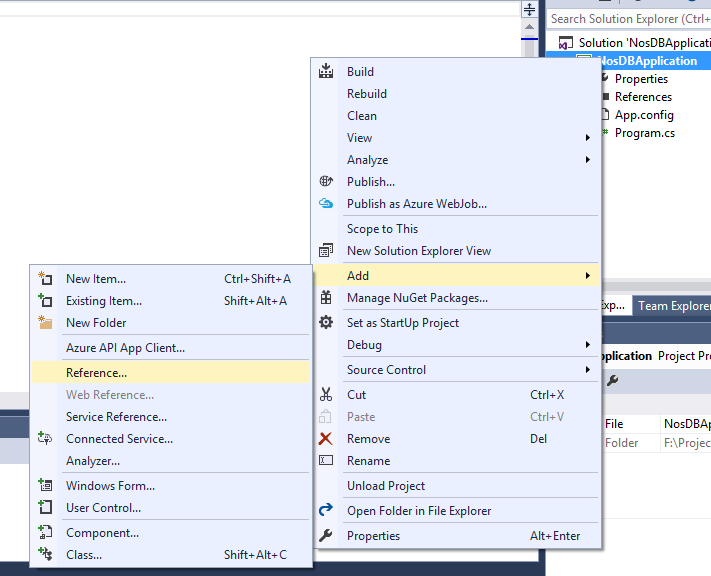 Search Solution Explorer (Ctrl+
Solution 'NosDBApplicati
NosDBApplication
Properties
References
App.config
Program.cs
Build
Rebuild
Clean
View
Analyze
Publish...
Publish as Azure WebJob...
Scope to This
New Solution Explorer View
Add
Manage NuGet Packages...
Set as StartUp Project
Debug
Source Control
Cut Ctrl+X
Paste Ctrl+V
Remove Del
Rename
Unload Project
Open Folder in File Explorer
Properties Alt+Enter
New Item... Ctrl+Shift+A
Existing Item... Shift+Alt+A
New Folder
Azure API App Client...
Reference...
Web Reference...
Service Reference...
Connected Service...
Analyzer...
Windows Form...
User Control...
Component...
Class... Shift+Alt+C
xp... Team Explorer
pplication Project Pro
File NosDBAp
Folder F:\Projec